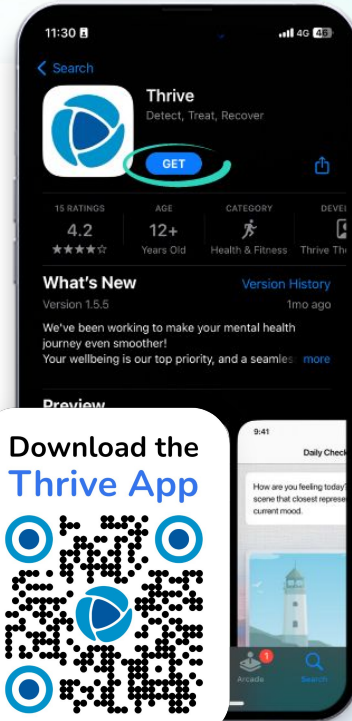 11:30
4G 46
Search
Thrive
Detect, Treat, Recover
GET
15 RATINGS
AGE
CATEGORY
DEVEL
4.2
12+
★★★★☆
Years Old
Health & Fitness
Thrive The
What's New
Version History
Version 1.5.5
1mo ago
We've been working to make your mental health
journey even smoother!
Your wellbeing is our top priority, and a seamles more
Preview
9:41
Daily Check
How are you feeling today?
scene that closest represe
current mood.
1
Arcade
Search
Download the
Thrive App